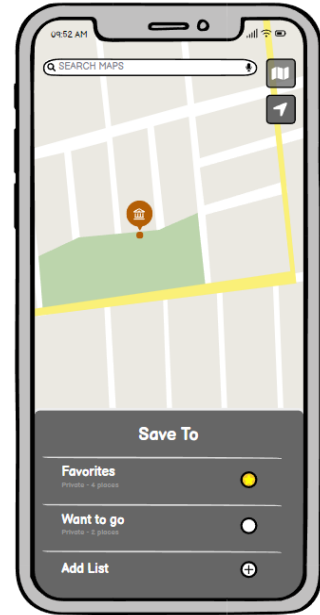 09:52 AM
SEARCH MAPS
Save To
Favorites
Private - 4 places
Want to go
Private - 2 places
Add List